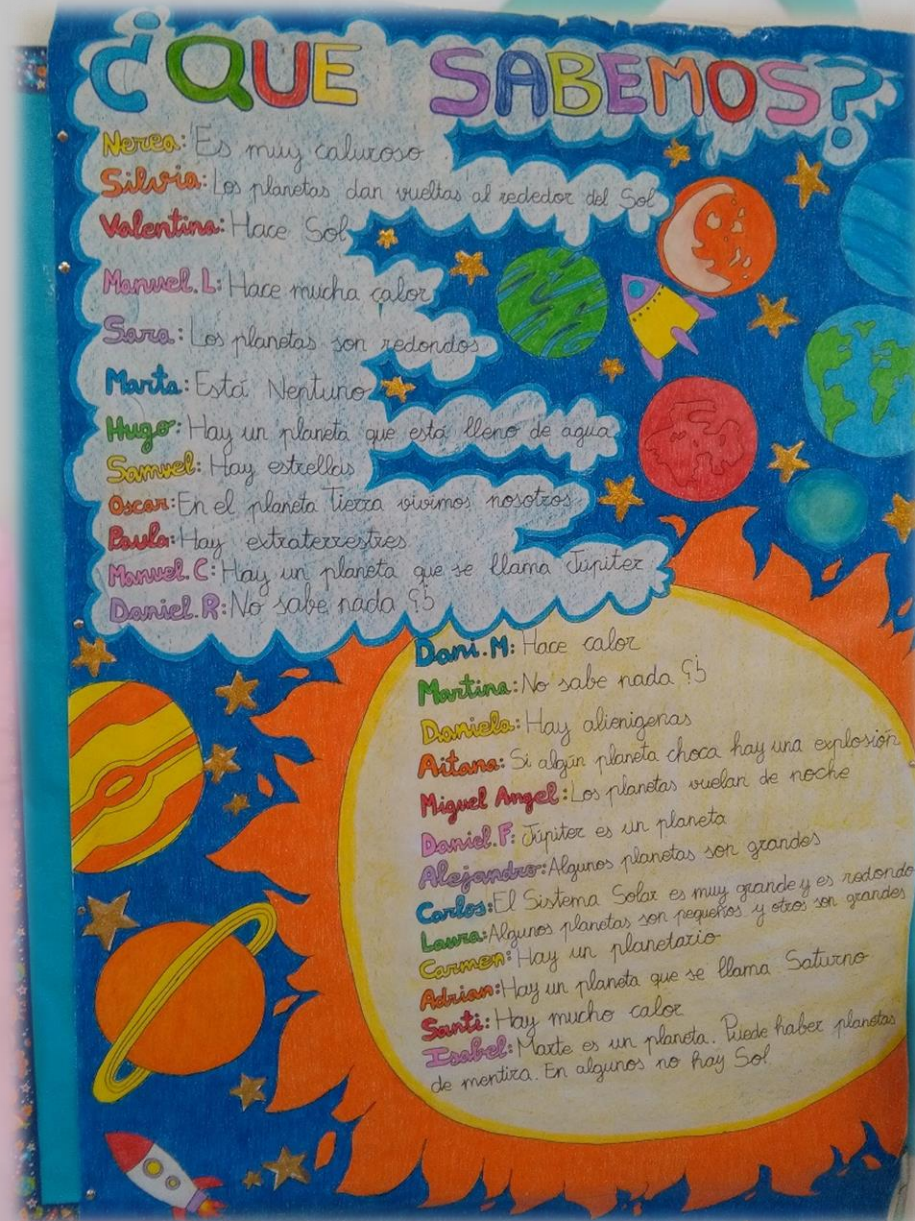 ¿QUE SABEMOS?
Nerea: Es muy caluroso
Silvia: Los planetas dan vueltas al rededor del Sol
Valentina: Hace Sol
Manuel.L: Hace mucha calor
Sara: Los planetas son redondos
Marta: Está Neptuno
Hugo: Hay un planeta que está lleno de agua
Samuel: Hay estrellas
Oscar: En el planeta Tierra vivimos nosotros
Paula: Hay extraterrestres
Manuel.C: Hay un planeta que se llama Júpiter
Daniel.R: No sabe nada
Dani.M: Hace calor
Martina: No sabe nada
Daniela: Hay alienigenas
Aitana: Si algún planeta choca hay una explosión
Miguel Angel: Los planetas vuelan de noche
Daniel.F: Júpiter es un planeta
Alejandro: Algunos planetas son grandes
Carlos: El Sistema Solar es muy grande y es redondo
Laura: Algunos planetas son pequeños y otros son grandes
Carmen: Hay un planetario
Adrian: Hay un planeta que se llama Saturno
Santi: Hay mucho calor
Isabel: Marte es un planeta. Puede haber planetas
de mentira. En algunos no hay Sol